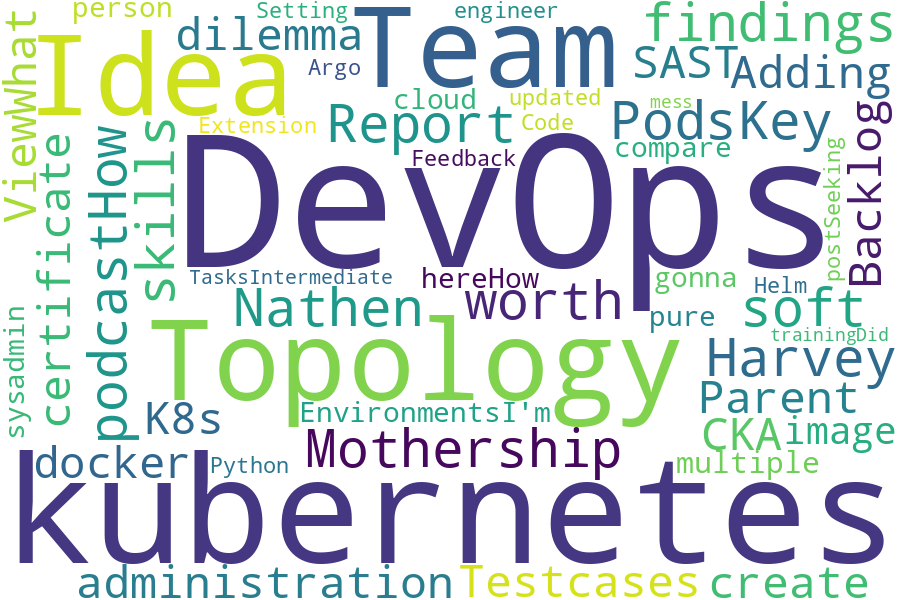 person
Setting
engineer
findings
ViewWhat
Idea
dilemma
Argo
Team
SAST
Adding
cloud
updated
mess
Extension
Report
Code
PodsKey
certificate
podcastHow
skills
DevOps
Feedback
compare
postSeeking
Backlog
TasksIntermediate
hereHow
gonna
Helm
Nathen
worth
pure
soft
sysadmin
Topology
trainingDid
Harvey
K8s
EnvironmentsI'm
Parent
Mothership
CKA
image
docker
Python
multiple
kubernetes
administration
Testcases
create